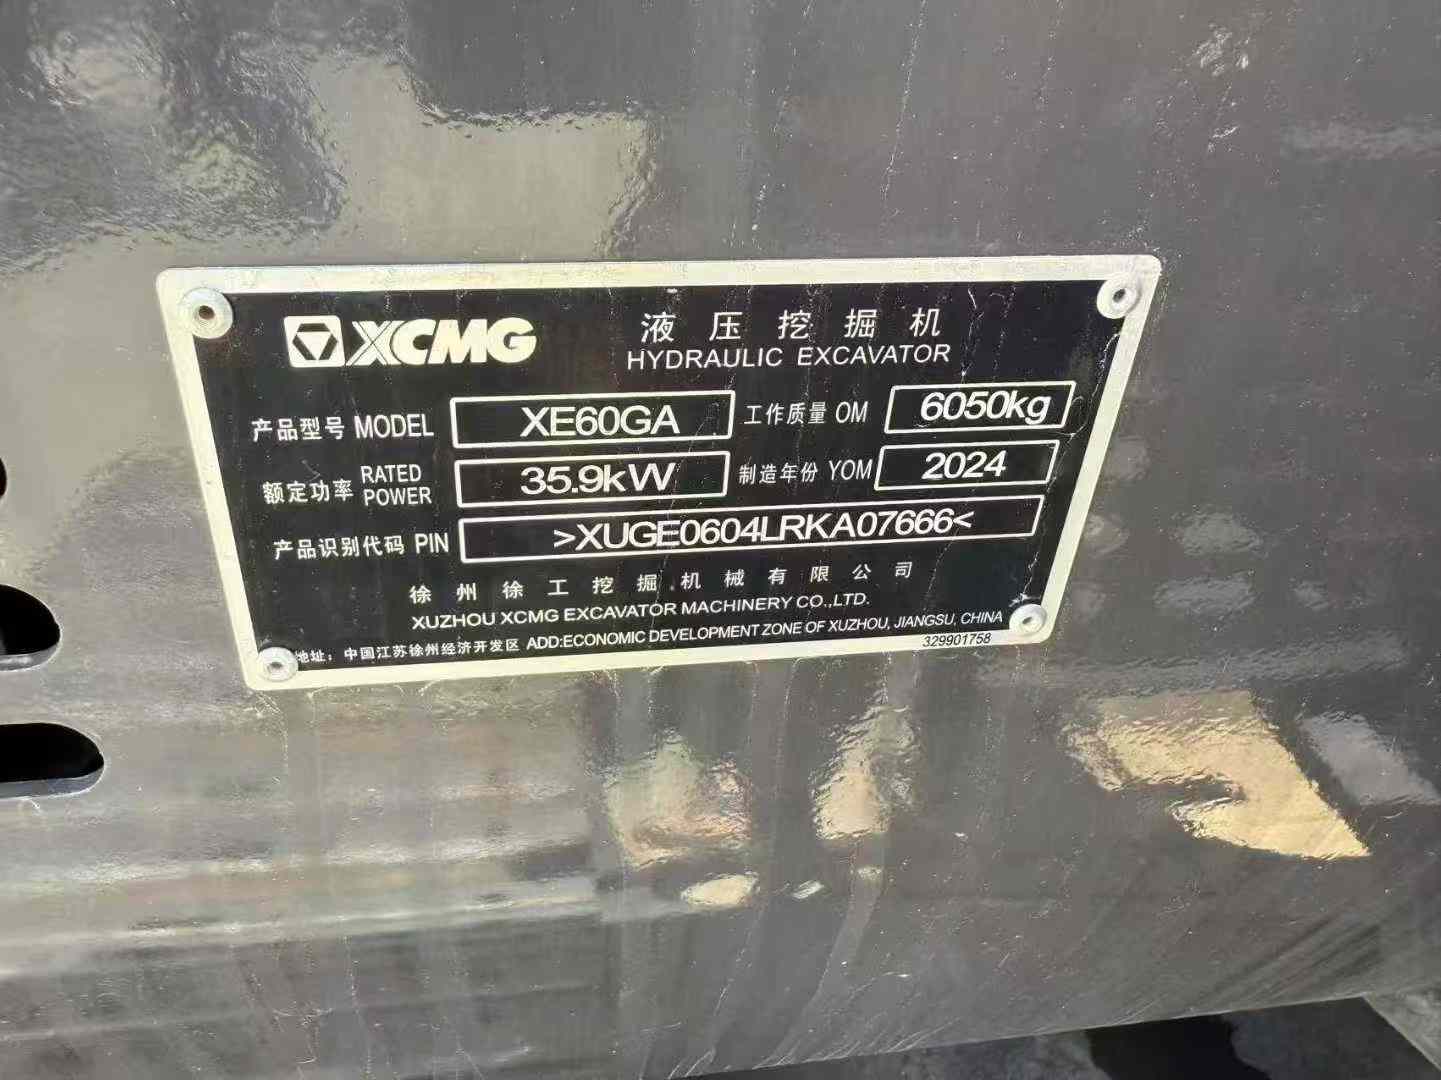 XCMG
液压挖掘机
HYDRAULIC EXCAVATOR
产品型号 MODEL XE60GA 工作质量 OM 6050kg
额定功率 RATED POWER 35.9kW 制造年份 YOM 2024
产品识别代码 PIN >XUGE0604LRKA07666<
徐州徐工挖掘机械有限公司
XUZHOU XCMG EXCAVATOR MACHINERY CO.,LTD.
地址：中国江苏徐州经济开发区 ADD:ECONOMIC DEVELOPMENT ZONE OF XUZHOU, JIANGSU, CHINA
329901758